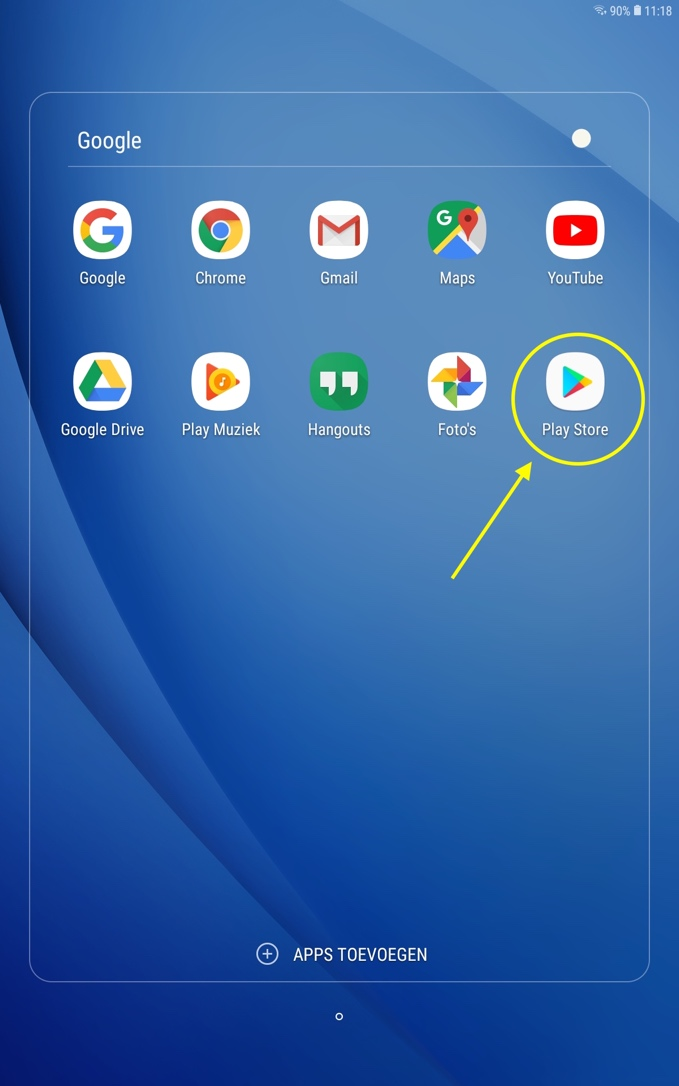 90% 11:18
Google
Google Chrome Gmail Maps YouTube
Google Drive Play Muziek Hangouts Foto's Play Store
APPS TOEVOEGEN